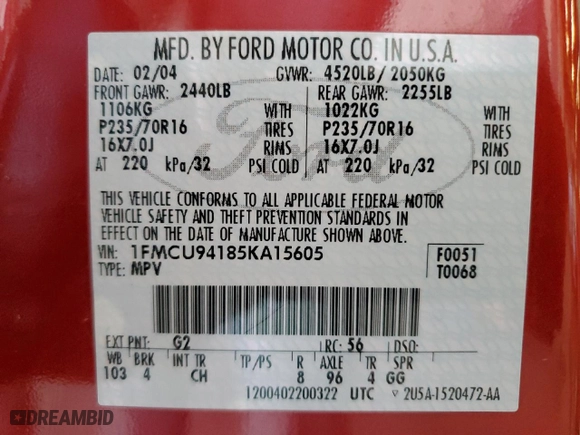 MFD. BY FORD MOTOR CO. IN U.S.A.
DATE: 02/04 GVWR: 4520LB/ 2050KG
FRONT GAWR: 2440LB REAR GAWR: 2255LB
1106KG WITH 1022KG WITH
P235/70R16 TIRES P235/70R16 TIRES
16X7.0J RIMS 16X7.0J RIMS
AT 220 kPa/32 PSI COLD AT 220 kPa/32 PSI COLD
THIS VEHICLE CONFORMS TO ALL APPLICABLE FEDERAL MOTOR
VEHICLE SAFETY AND THEFT PREVENTION STANDARDS IN
EFFECT ON THE DATE OF MANUFACTURE SHOWN ABOVE.
VIN: 1FMCU94185KA15605 F0051
TYPE: MPV T0068
EXT PNT: G2 RC: 56 DSO:
WB BRK INT TR TP/PS R AXLE TR SPR
103 4 CH 8 96 4 GG
1200402200322 UTC 2U5A-1520472-AA
Ford
DREAMBID